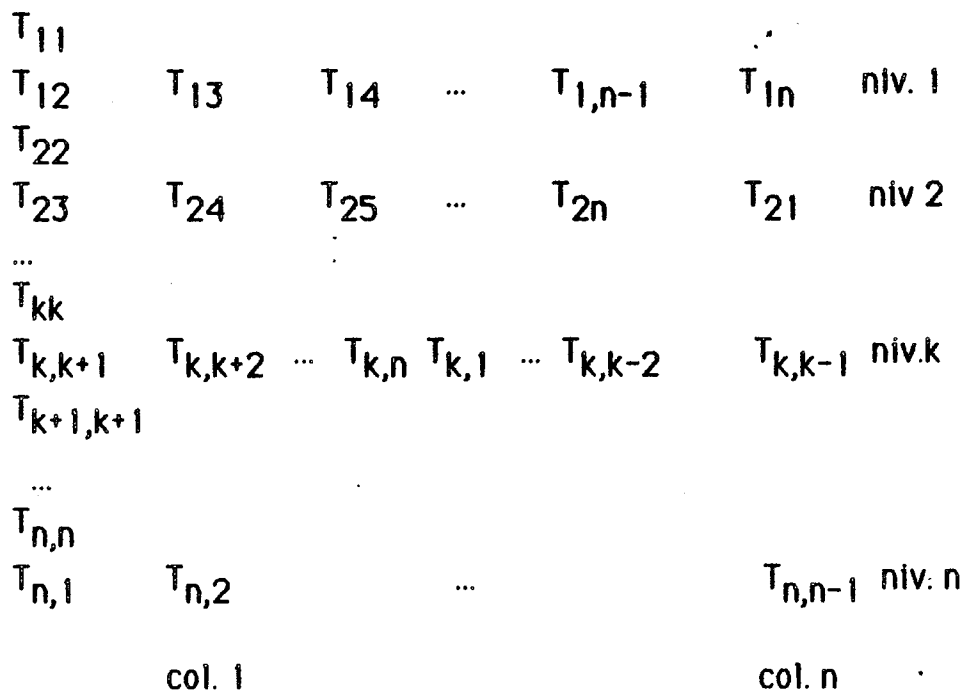 T11
T12 T13 T14 ... T1,n-1 T1n niv. 1
T22
T23 T24 T25 ... T2n T21 niv 2
...
Tkk
Tk,k+1 Tk,k+2 ... Tk,n Tk,1 ... Tk,k-2 Tk,k-1 niv.k
Tk+1,k+1
...
Tn,n
Tn,1 Tn,2 ... Tn,n-1 niv. n
col. 1 col. n